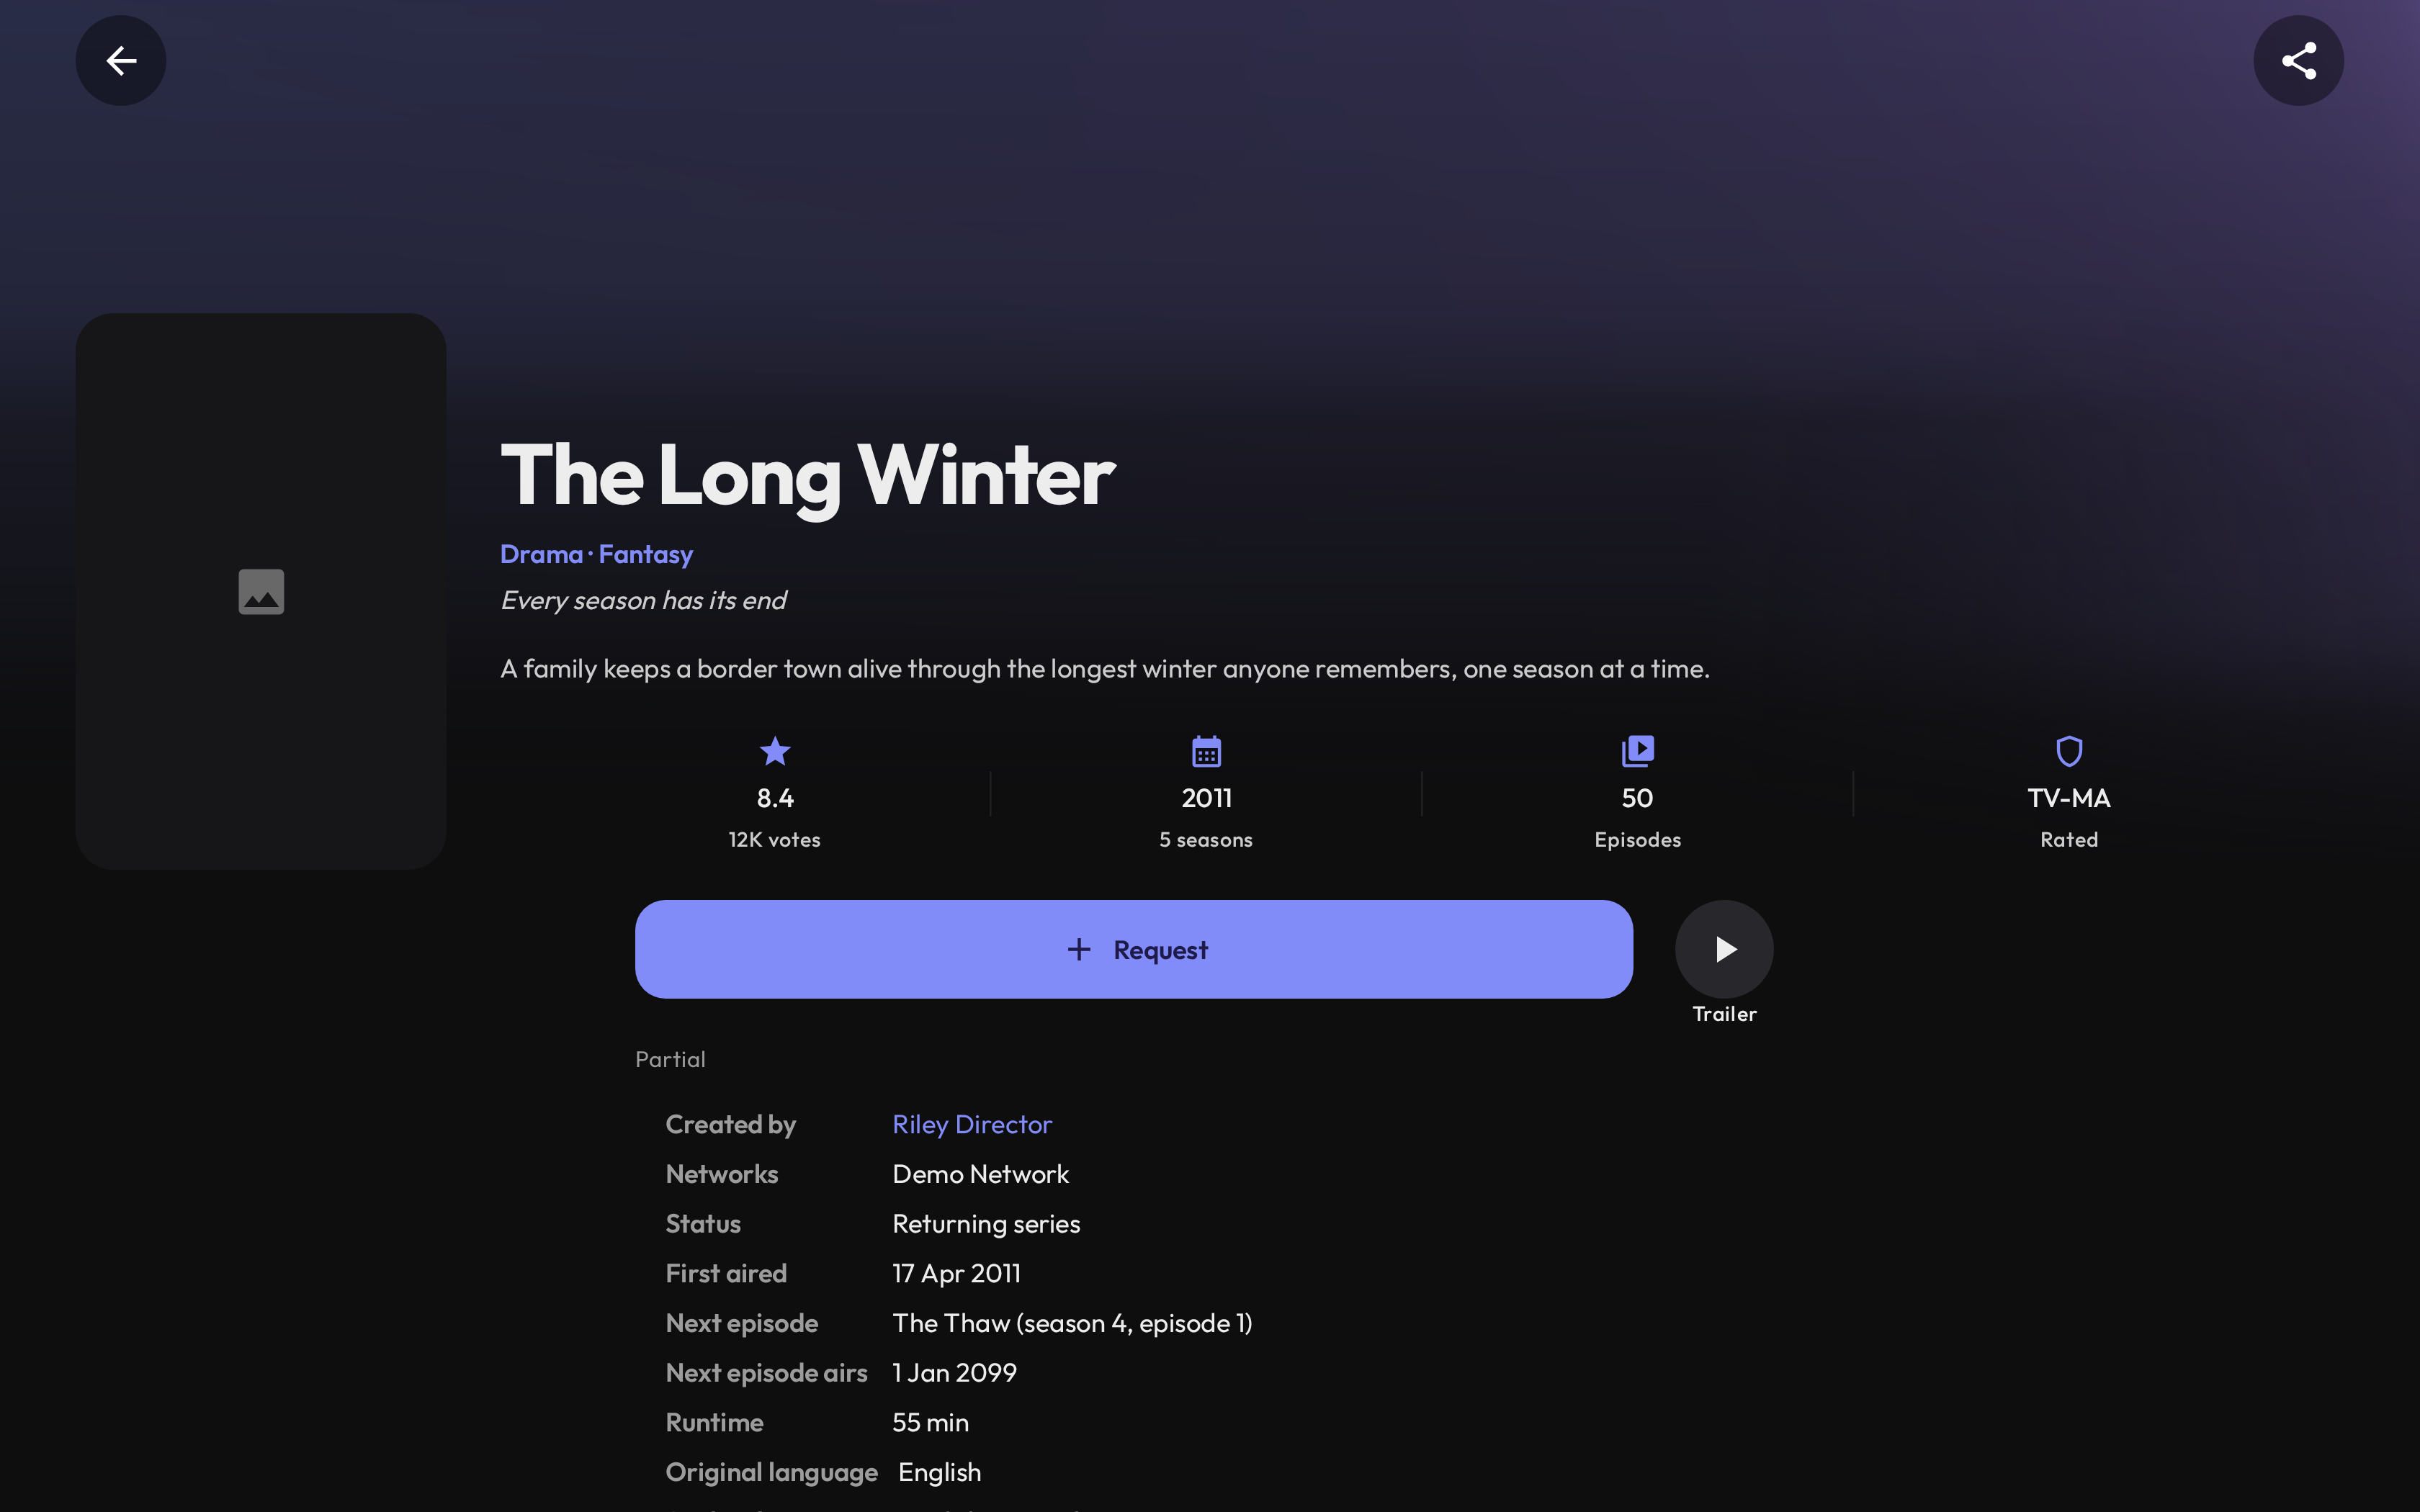 The Long Winter
Drama · Fantasy
Every season has its end
A family keeps a border town alive through the longest winter anyone remembers, one season at a time.
8.4
12K votes
2011
5 seasons
50
Episodes
TV-MA
Rated
Request
Trailer
Partial
Created by Riley Director
Networks Demo Network
Status Returning series
First aired 17 Apr 2011
Next episode The Thaw (season 4, episode 1)
Next episode airs 1 Jan 2099
Runtime 55 min
Original language English